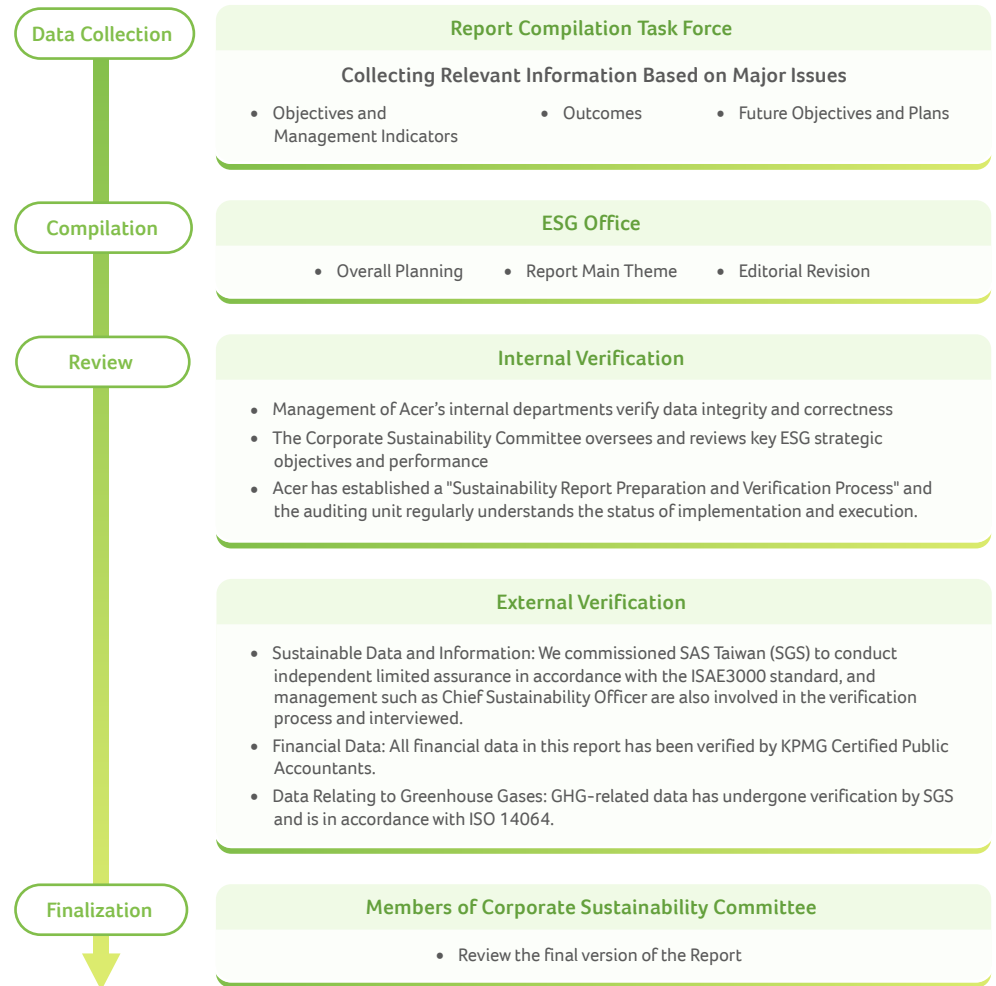 Data Collection
Report Compilation Task Force
Collecting Relevant Information Based on Major Issues
• Objectives and
Management Indicators
• Outcomes
• Future Objectives and Plans
Compilation
ESG Office
• Overall Planning
• Report Main Theme
• Editorial Revision
Review
Internal Verification
• Management of Acer’s internal departments verify data integrity and correctness
• The Corporate Sustainability Committee oversees and reviews key ESG strategic
objectives and performance
• Acer has established a "Sustainability Report Preparation and Verification Process" and
the auditing unit regularly understands the status of implementation and execution.
External Verification
• Sustainable Data and Information: We commissioned SAS Taiwan (SGS) to conduct
independent limited assurance in accordance with the ISAE3000 standard, and
management such as Chief Sustainability Officer are also involved in the verification
process and interviewed.
• Financial Data: All financial data in this report has been verified by KPMG Certified Public
Accountants.
• Data Relating to Greenhouse Gases: GHG-related data has undergone verification by SGS
and is in accordance with ISO 14064.
Finalization
Members of Corporate Sustainability Committee
• Review the final version of the Report